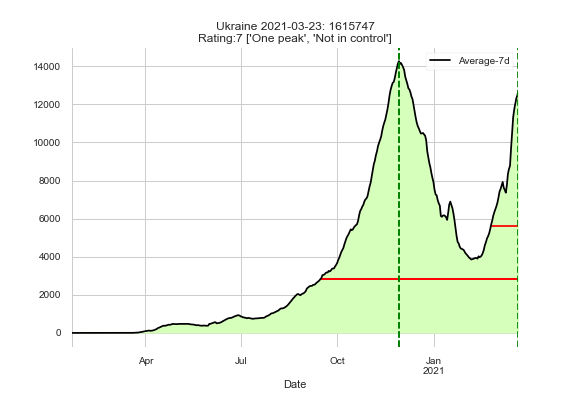 Ukraine 2021-03-23: 1615747
Rating:7 ['One peak', 'Not in control']
Average-7d
14000
12000
10000
8000
6000
4000
2000
0
Apr
Jul
Oct
Jan
2021
Date